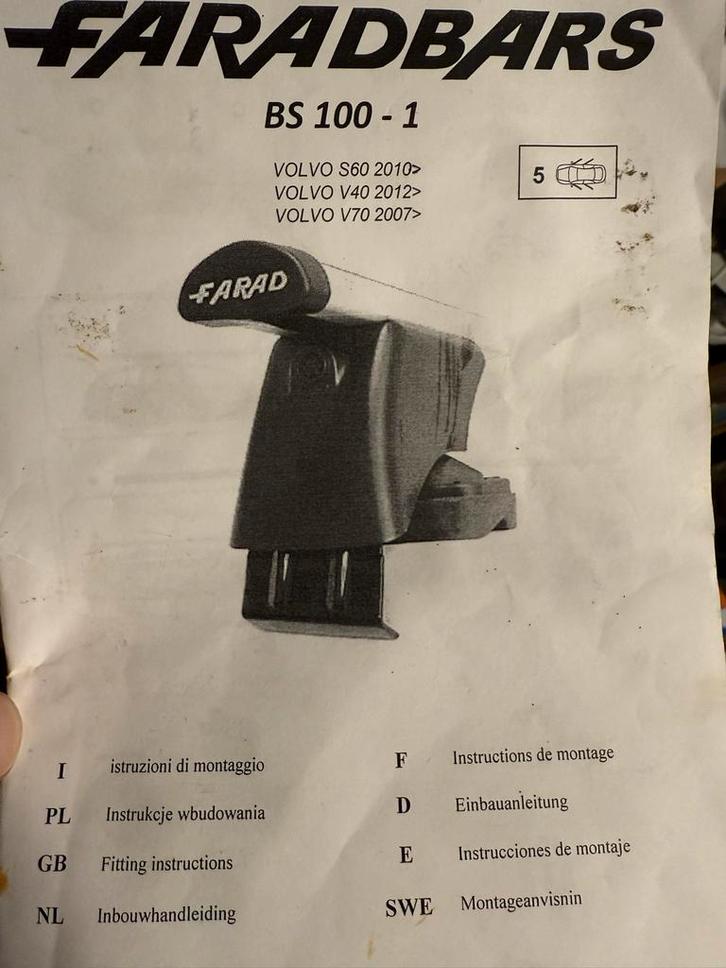 FARADBARS
BS 100 - 1
VOLVO S60 2010>
VOLVO V40 2012>
VOLVO V70 2007>
5
FARAD
I istruzioni di montaggio
PL Instrukcje wbudowania
GB Fitting instructions
NL Inbouwhandleiding
F Instructions de montage
D Einbauanleitung
E Instrucciones de montaje
SWE Montageanvisnin